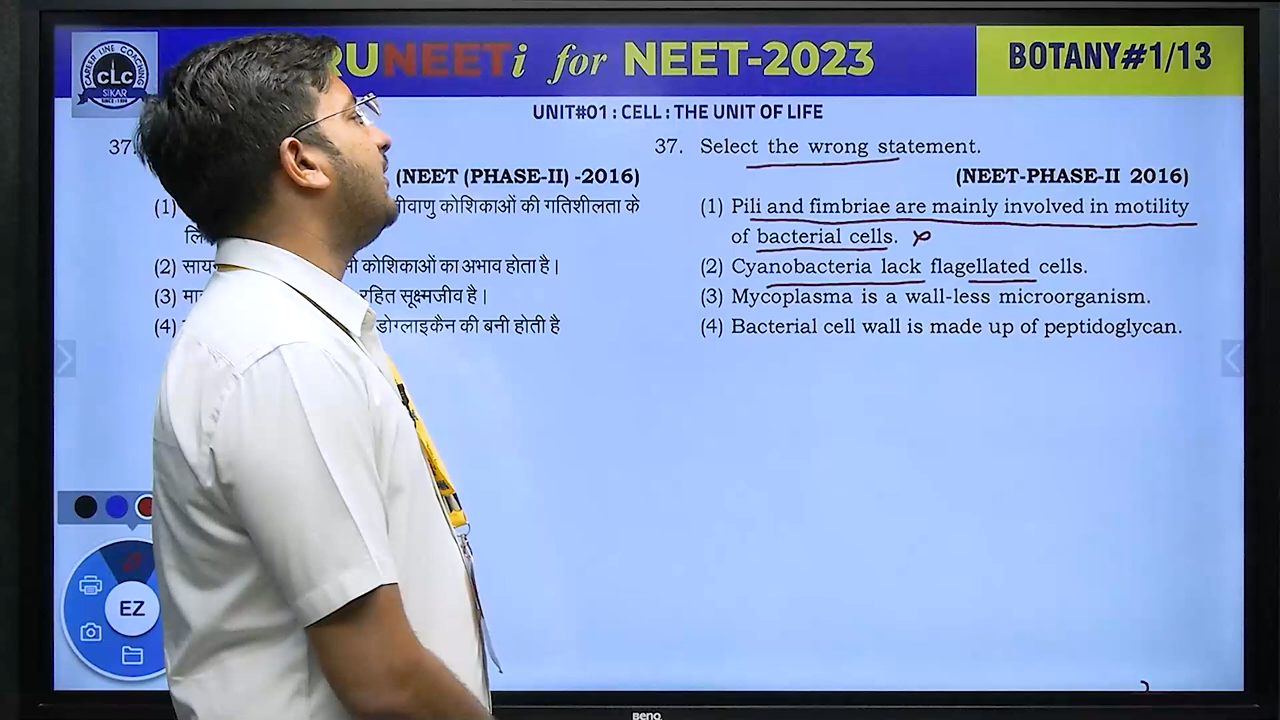 CAREER LINE COACHING
CLC
SIKAR
SINCE : 1996
RUNEETi for NEET-2023
BOTANY#1/13
UNIT#01 : CELL : THE UNIT OF LIFE
37
(NEET (PHASE-II) -2016)
(1)
कोशिकाओं की गतिशीलता के
(2)
कोशिकाओं का अभाव होता है।
(3)
रहित सूक्ष्मजीव है।
(4)
की बनी होती है
37. Select the wrong statement.
(NEET-PHASE-II 2016)
(1) Pili and fimbriae are mainly involved in motility
of bacterial cells.
(2) Cyanobacteria lack flagellated cells.
(3) Mycoplasma is a wall-less microorganism.
(4) Bacterial cell wall is made up of peptidoglycan.
EZ
BenQ